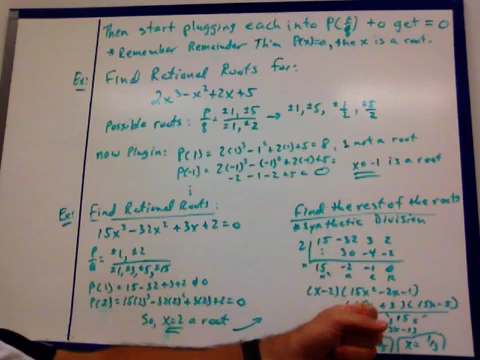 Then start plugging each into P(p/q) to get = 0
*Remember Remainder Thm P(x)=0, the x is a root.
Ex: Find Rational Roots for:
2x³-x²+2x+5
Possible roots: p/q = ±1, ±5 / ±1, ±2 → ±1, ±5, ±1/2, ±5/2
now Plugin: P(1) = 2(1)³-1²+2(1)+5=8, 1 not a root
P(-1) = 2(-1)³-(-1)²+2(-1)+5=
-2-1-2+5=0
x=-1 is a root
Ex: Find Rational Roots:
15x³-32x²+3x+2=0
P/Q = ±1, ±2 / ±1, ±3, ±5, ±15
P(1)=15-32+3+2≠0
P(2)=15(2)³-32(2)²+3(2)+2=0
So, x=2 a root
Find the rest of the roots
*Synthetic Division
2| 15 -32 3 2
↓ 30 -4 -2
15 -2 -1 0
(x-2)(15x²-2x-1)